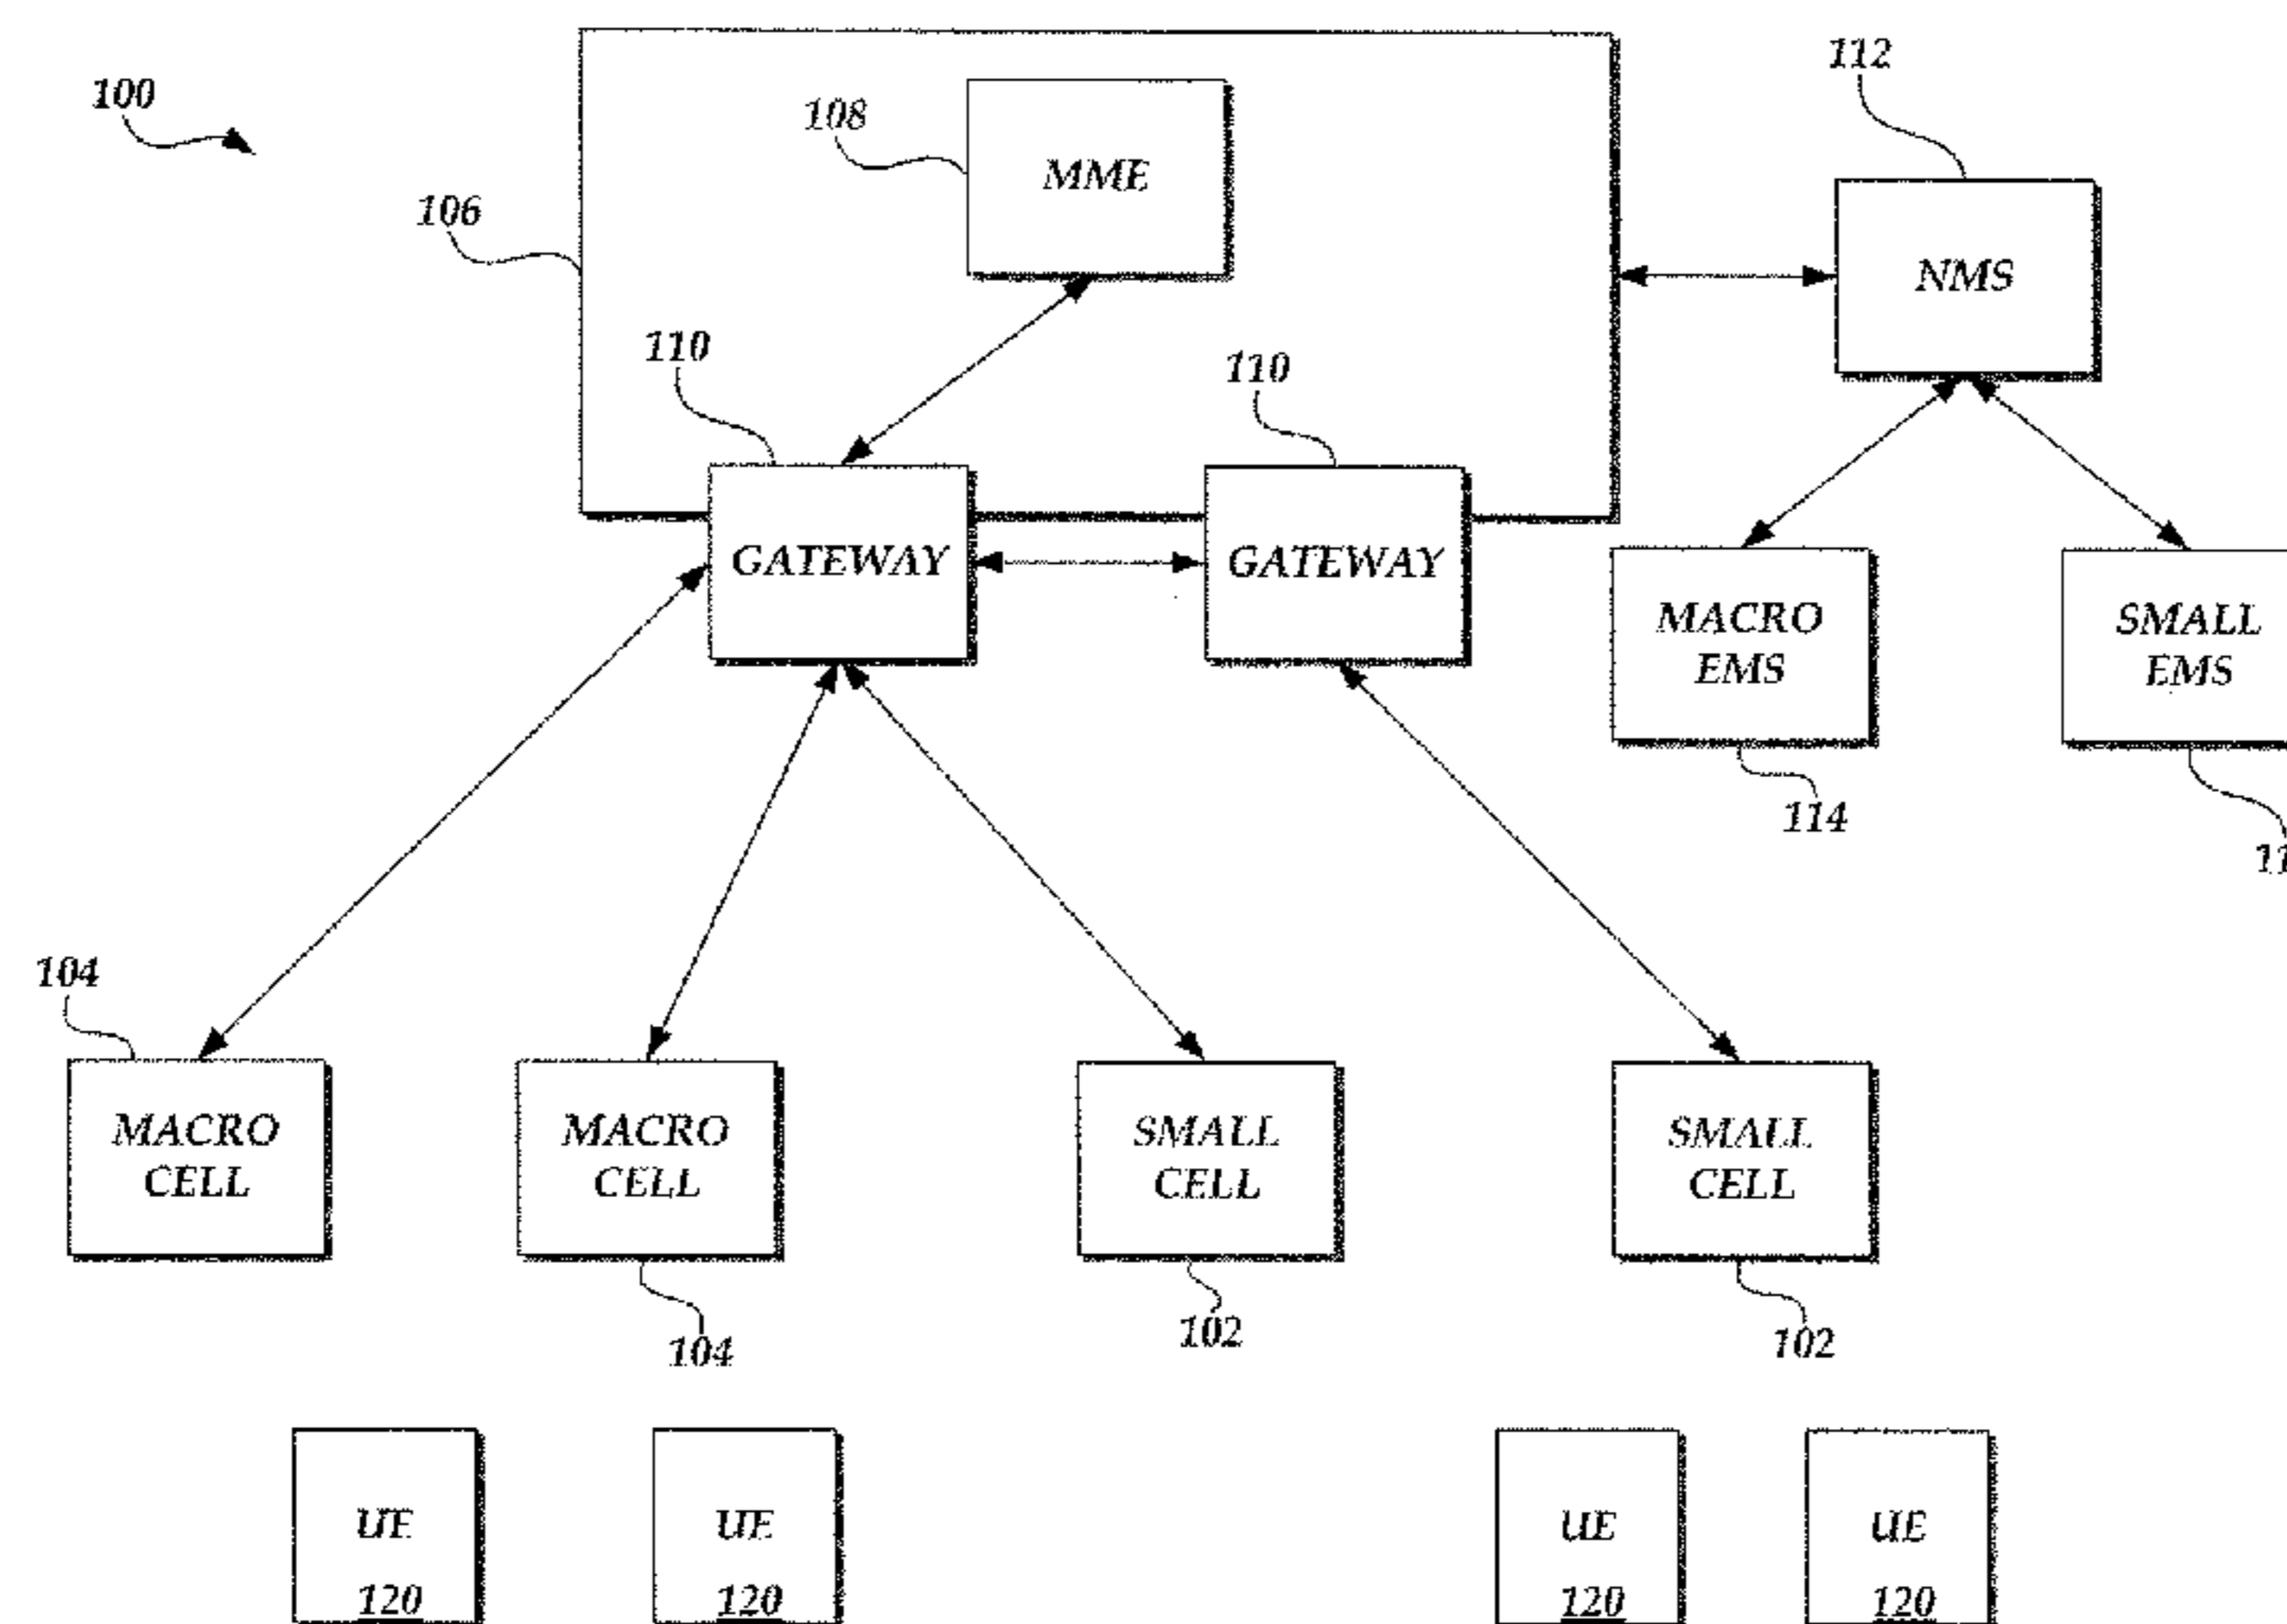 112
100
108
MME
106
NMS
110
110
GATEWAY
GATEWAY
MACRO
EMS
SMALL
EMS
114
104
MACRO
CELL
MACRO
CELL
SMALL
CELL
SMALL
CELL
104
102
102
UE
120
UE
120
UE
120
UE
120